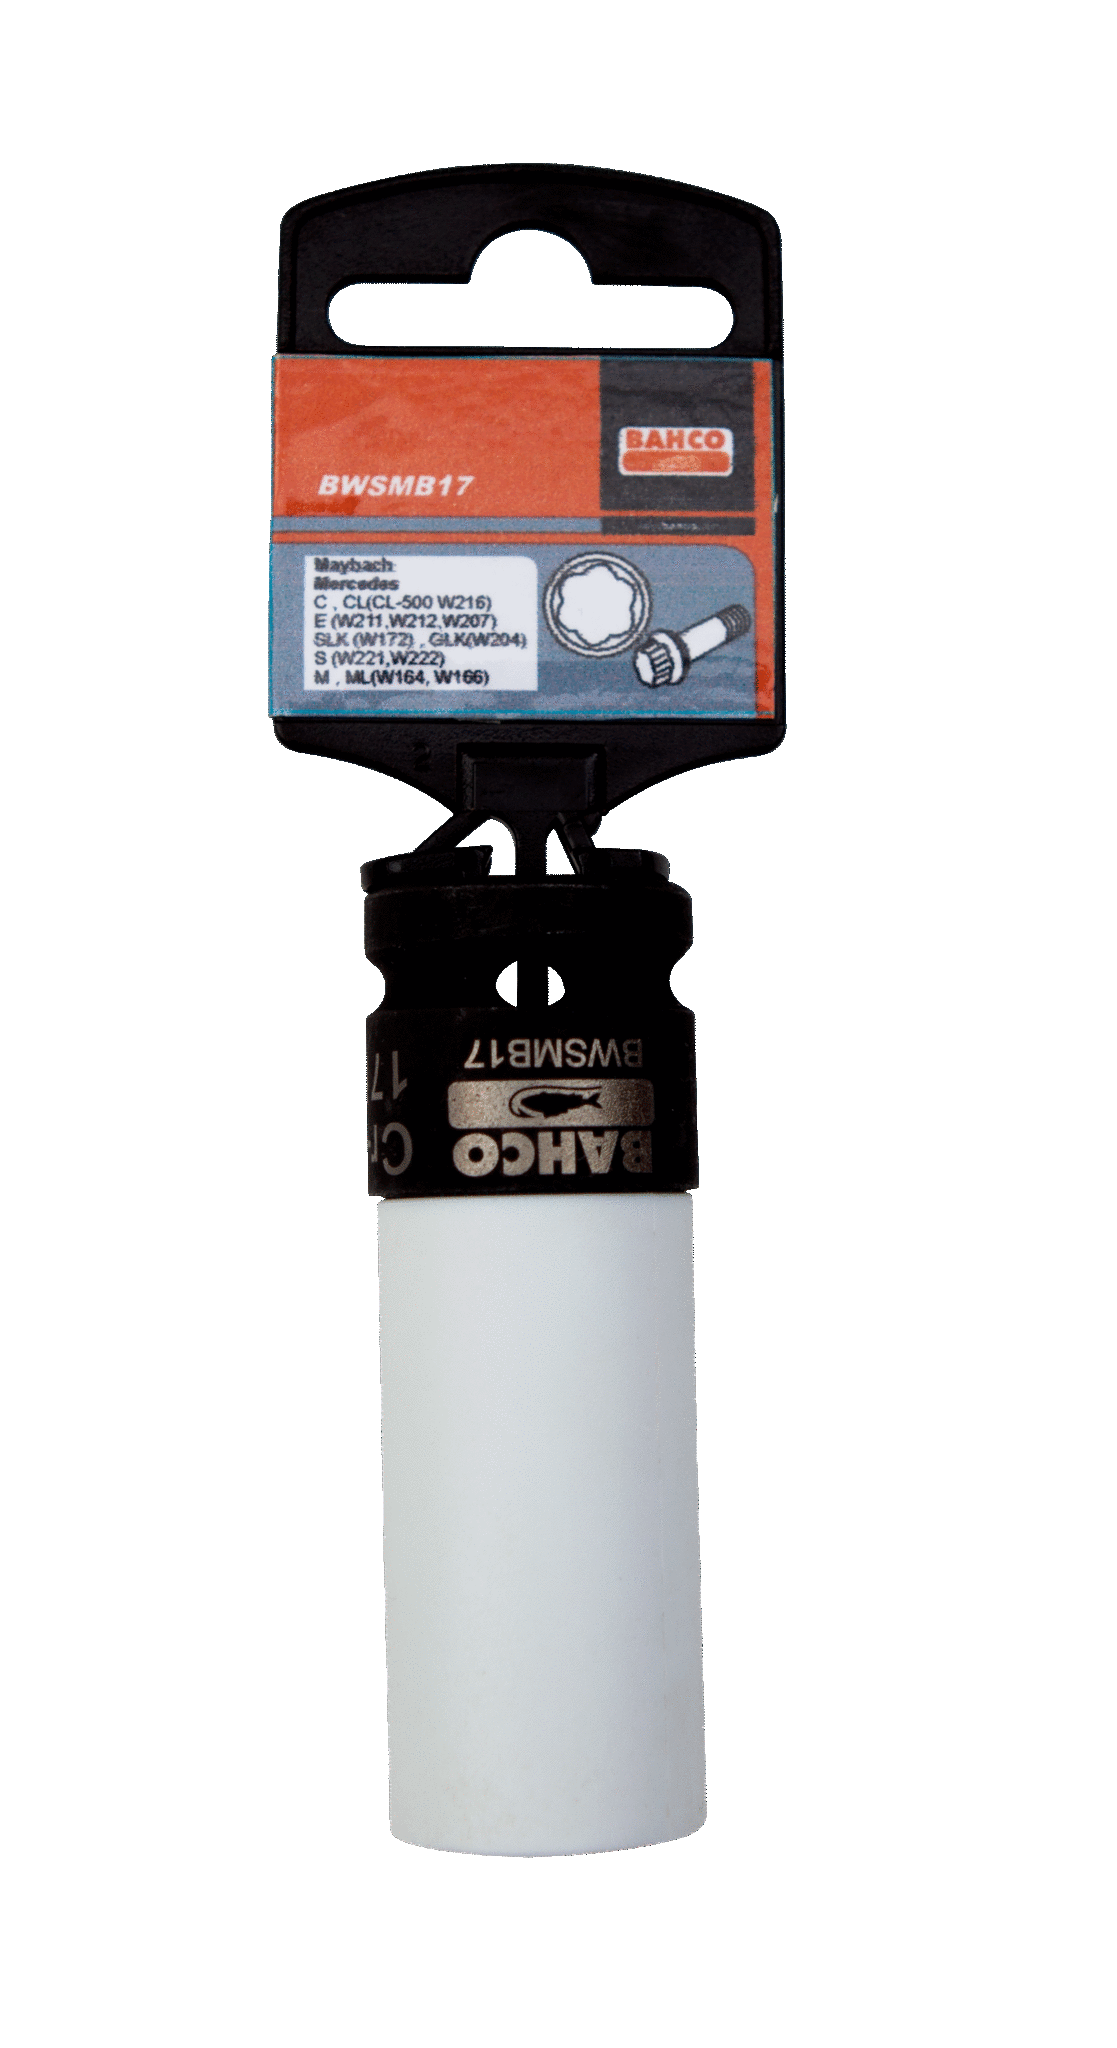 BAHCO
BWSMB17
Maybach
Mercedes
C , CL(CL-500 W216)
E (W211,W212,W207)
SLK (W172) , GLK(W204)
S (W221,W222)
M , ML(W164, W166)
BWSMB17
BAHCO
17
Cr